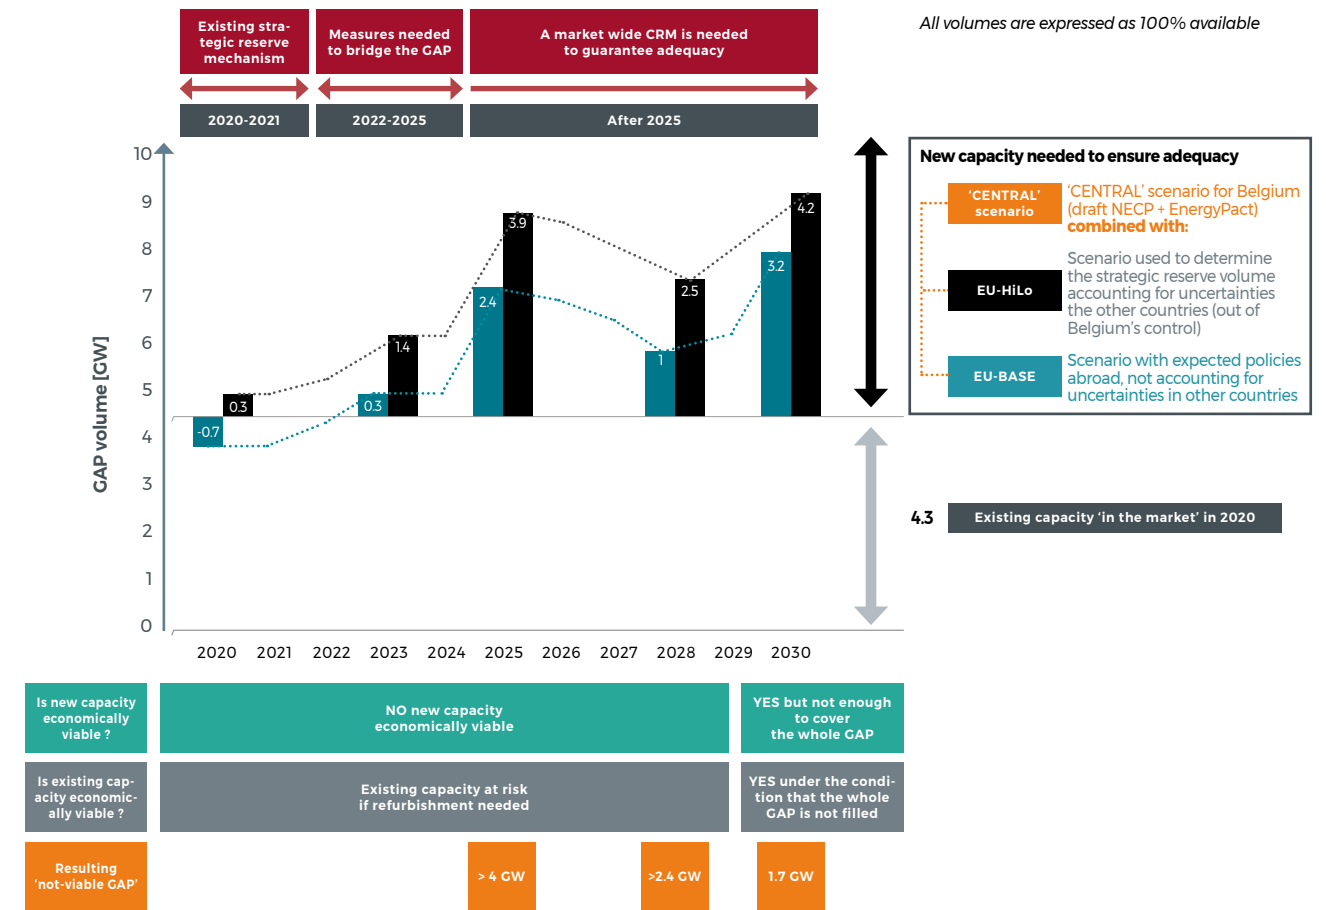 Existing stra-
tegic reserve
mechanism
Measures needed
to bridge the GAP
A market wide CRM is needed
to guarantee adequacy
All volumes are expressed as 100% available
2020-2021
2022-2025
After 2025
GAP volume [GW]
10
9
8
7
6
5
4
3
2
1
0
-0.7
0.3
0.3
1.4
2.4
3.9
1
2.5
3.2
4.2
2020
2021
2022
2023
2024
2025
2026
2027
2028
2029
2030
New capacity needed to ensure adequacy
‘CENTRAL’
scenario
‘CENTRAL’ scenario for Belgium
(draft NECP + EnergyPact)
combined with:
EU-HiLo
Scenario used to determine
the strategic reserve volume
accounting for uncertainties
the other countries (out of
Belgium’s control)
EU-BASE
Scenario with expected policies
abroad, not accounting for
uncertainties in other countries
4.3
Existing capacity ‘in the market’ in 2020
Is new capacity
economically
viable ?
NO new capacity
economically viable
YES but not enough
to cover
the whole GAP
Is existing cap-
acity economic-
ally viable ?
Existing capacity at risk
if refurbishment needed
YES under the condi-
tion that the whole
GAP is not filled
Resulting
‘not-viable GAP’
> 4 GW
>2.4 GW
1.7 GW